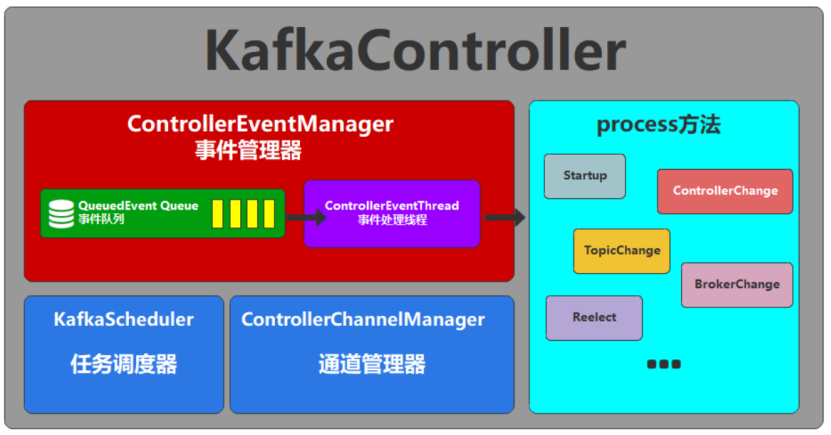 KafkaController
ControllerEventManager
事件管理器
QueuedEvent Queue
事件队列
ControllerEventThread
事件处理线程
process方法
Startup
ControllerChange
TopicChange
BrokerChange
Reelect
KafkaScheduler
任务调度器
ControllerChannelManager
通道管理器